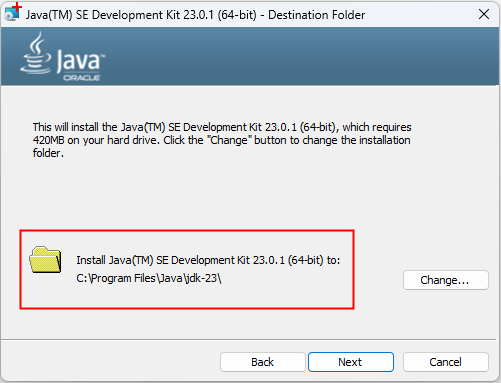 Java(TM) SE Development Kit 23.0.1 (64-bit) - Destination Folder
Java
ORACLE
This will install the Java(TM) SE Development Kit 23.0.1 (64-bit), which requires
420MB on your hard drive. Click the "Change" button to change the installation
folder.
Install Java(TM) SE Development Kit 23.0.1 (64-bit) to:
C:\Program Files\Java\jdk-23\
Change...
Back
Next
Cancel